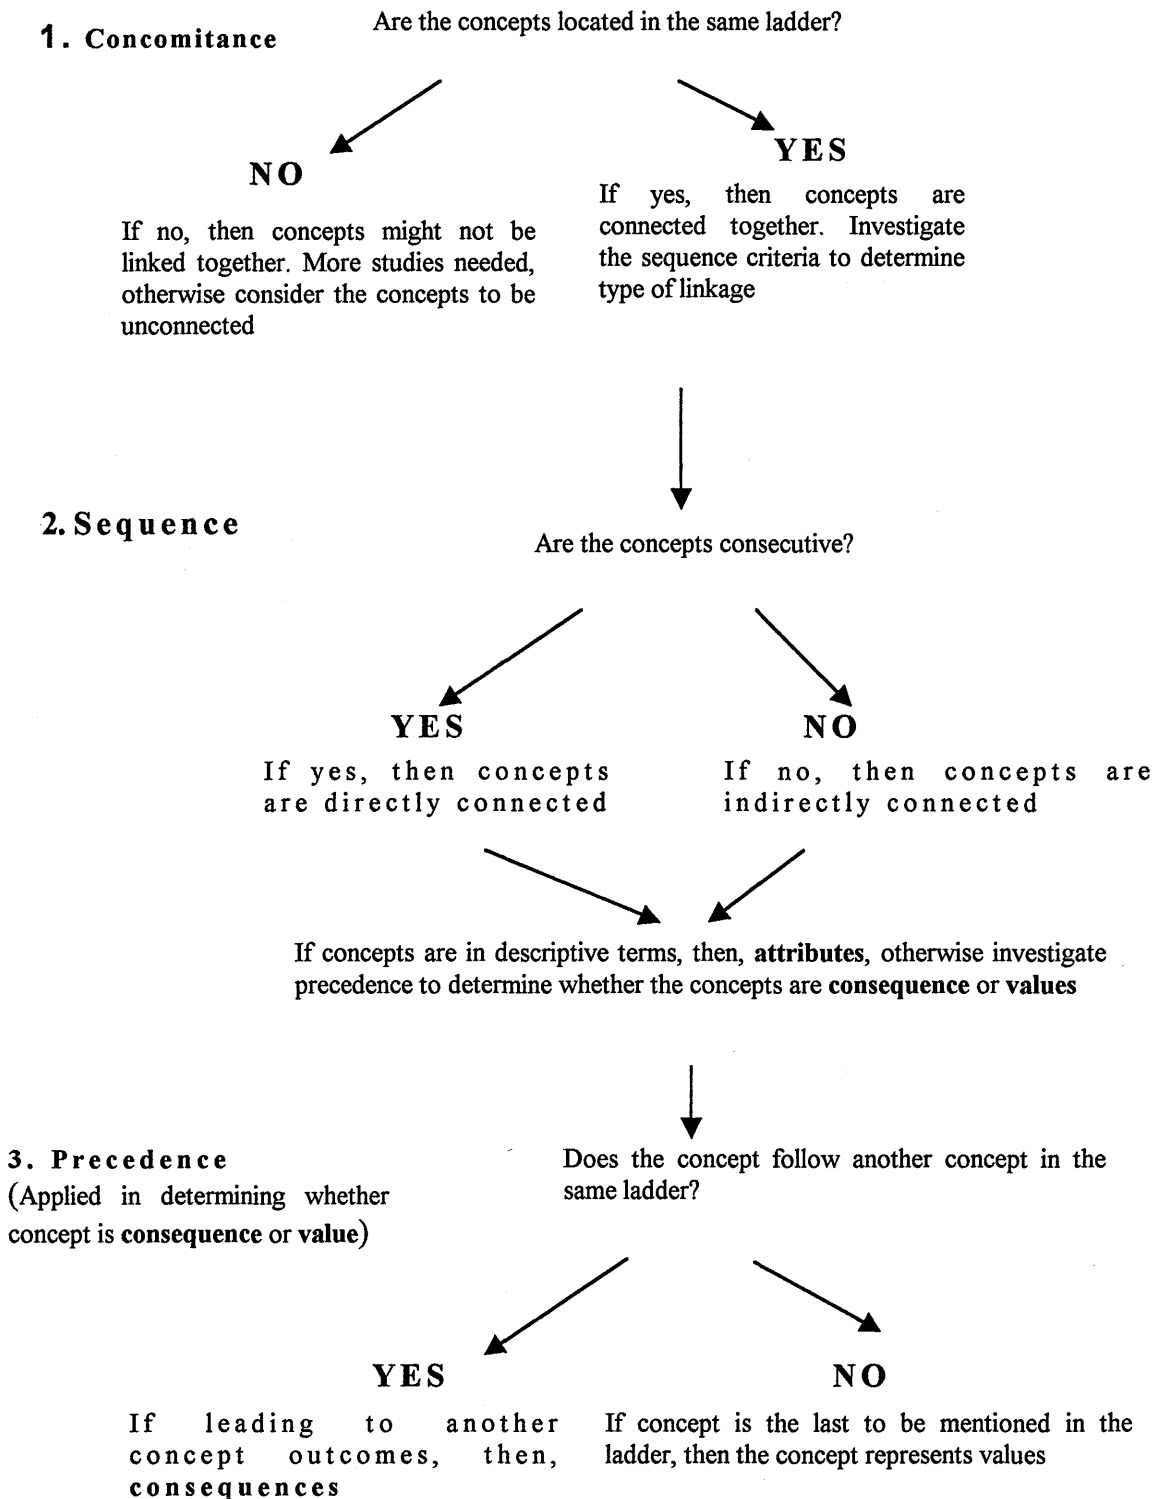 1. Concomitance
Are the concepts located in the same ladder?
NO
If no, then concepts might not be
linked together. More studies needed,
otherwise consider the concepts to be
unconnected
YES
If yes, then concepts are
connected together. Investigate
the sequence criteria to determine
type of linkage
2. Sequence
Are the concepts consecutive?
YES
If yes, then concepts
are directly connected
NO
If no, then concepts are
indirectly connected
If concepts are in descriptive terms, then, attributes, otherwise investigate
precedence to determine whether the concepts are consequence or values
3. Precedence
(Applied in determining whether
concept is consequence or value)
Does the concept follow another concept in the
same ladder?
YES
If leading to another
concept outcomes, then,
consequences
NO
If concept is the last to be mentioned in the
ladder, then the concept represents values